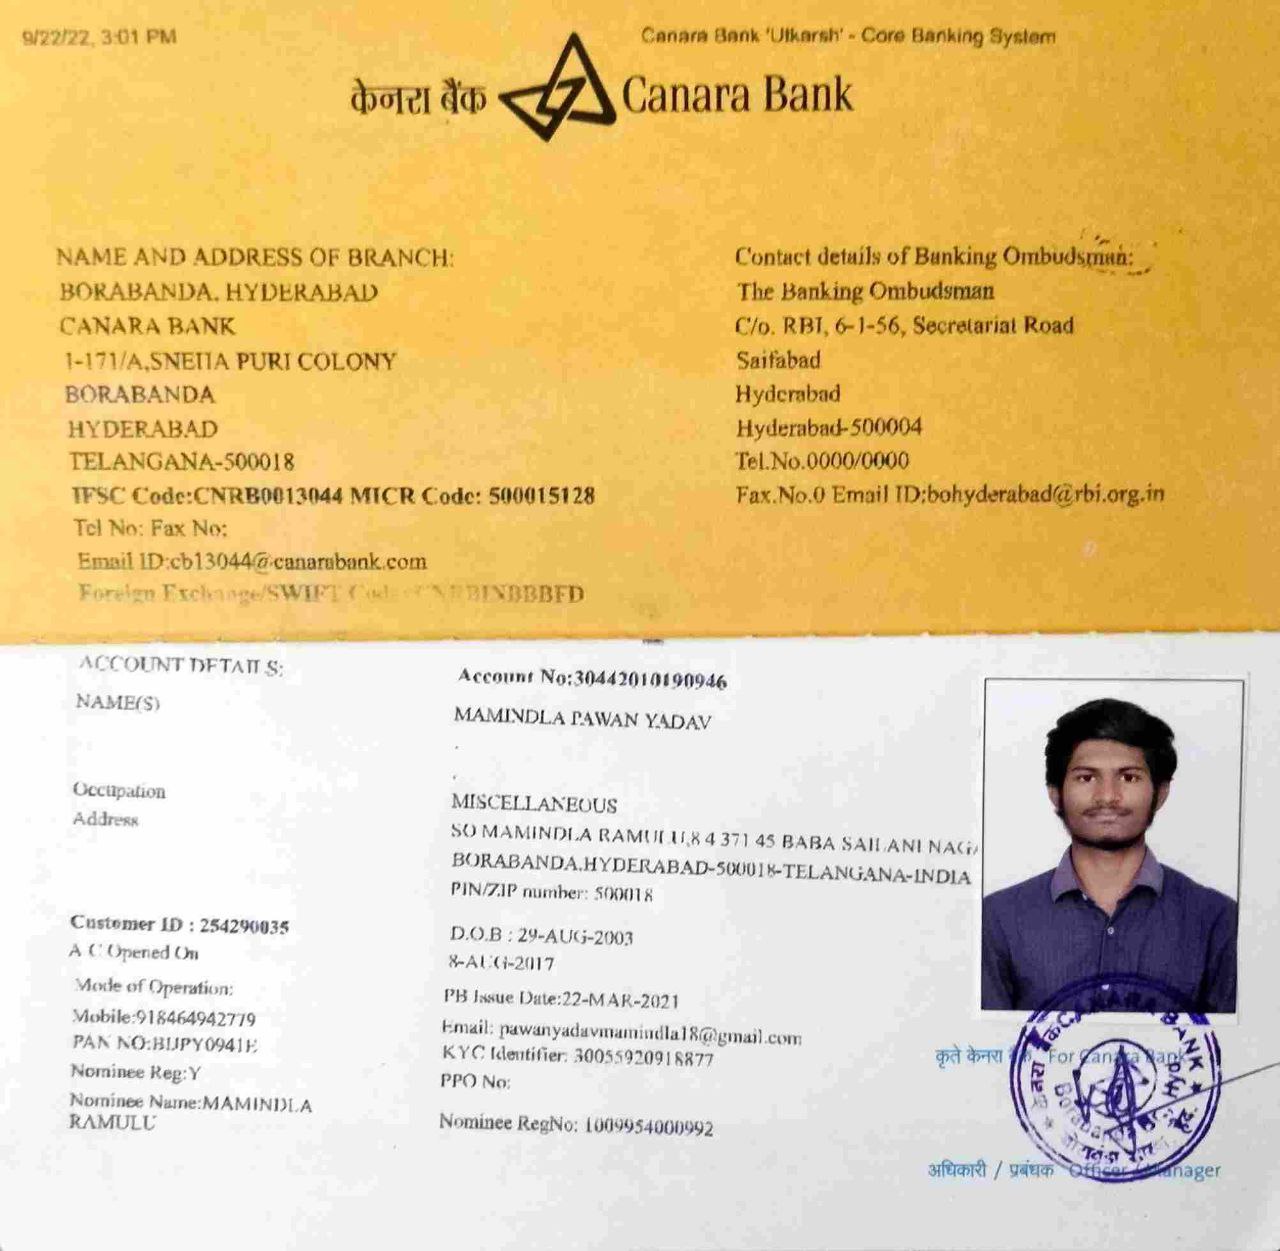 9/22/22, 3:01 PM
Canara Bank 'Utkarsh' - Core Banking System
केनरा बैंक Canara Bank
NAME AND ADDRESS OF BRANCH:
BORABANDA, HYDERABAD
CANARA BANK
1-171/A,SNEHA PURI COLONY
BORABANDA
HYDERABAD
TELANGANA-500018
IFSC Code:CNRB0013044 MICR Code: 500015128
Tel No: Fax No:
Email ID:cb13044@canarabank.com
Foreign Exchange/SWIFT Code
Contact details of Banking Ombudsman:
The Banking Ombudsman
C/o. RBI, 6-1-56, Secretariat Road
Saifabad
Hyderabad
Hyderabad-500004
Tel.No.0000/0000
Fax.No.0 Email ID:bohyderabad@rbi.org.in
ACCOUNT DETAILS:
Account No:30442010190946
NAME(S)
MAMINDLA PAWAN YADAV
Occupation
MISCELLANEOUS
Address
SO MAMINDLA RAMULU,8 4 371 45 BABA SAILANI
BORABANDA,HYDERABAD-500018-TELANGANA-INDIA
PIN/ZIP number: 500018
Customer ID : 254290035
D.O.B : 29-AUG-2003
A C Opened On
8-AUG-2017
Mode of Operation:
PB Issue Date:22-MAR-2021
Mobile:918464942779
Email: pawanyadavmamindla18@gmail.com
PAN NO:
KYC Identifier: 30055920918877
Nominee Reg:Y
PPO No:
Nominee Name:MAMINDLA
RAMULU
Nominee RegNo: 1009954000992
कृते केनरा बैंक For Canara Bank
CANARA BANK
केनरा बैंक
Borabanda
अधिकारी / प्रबंधक Officer / Manager